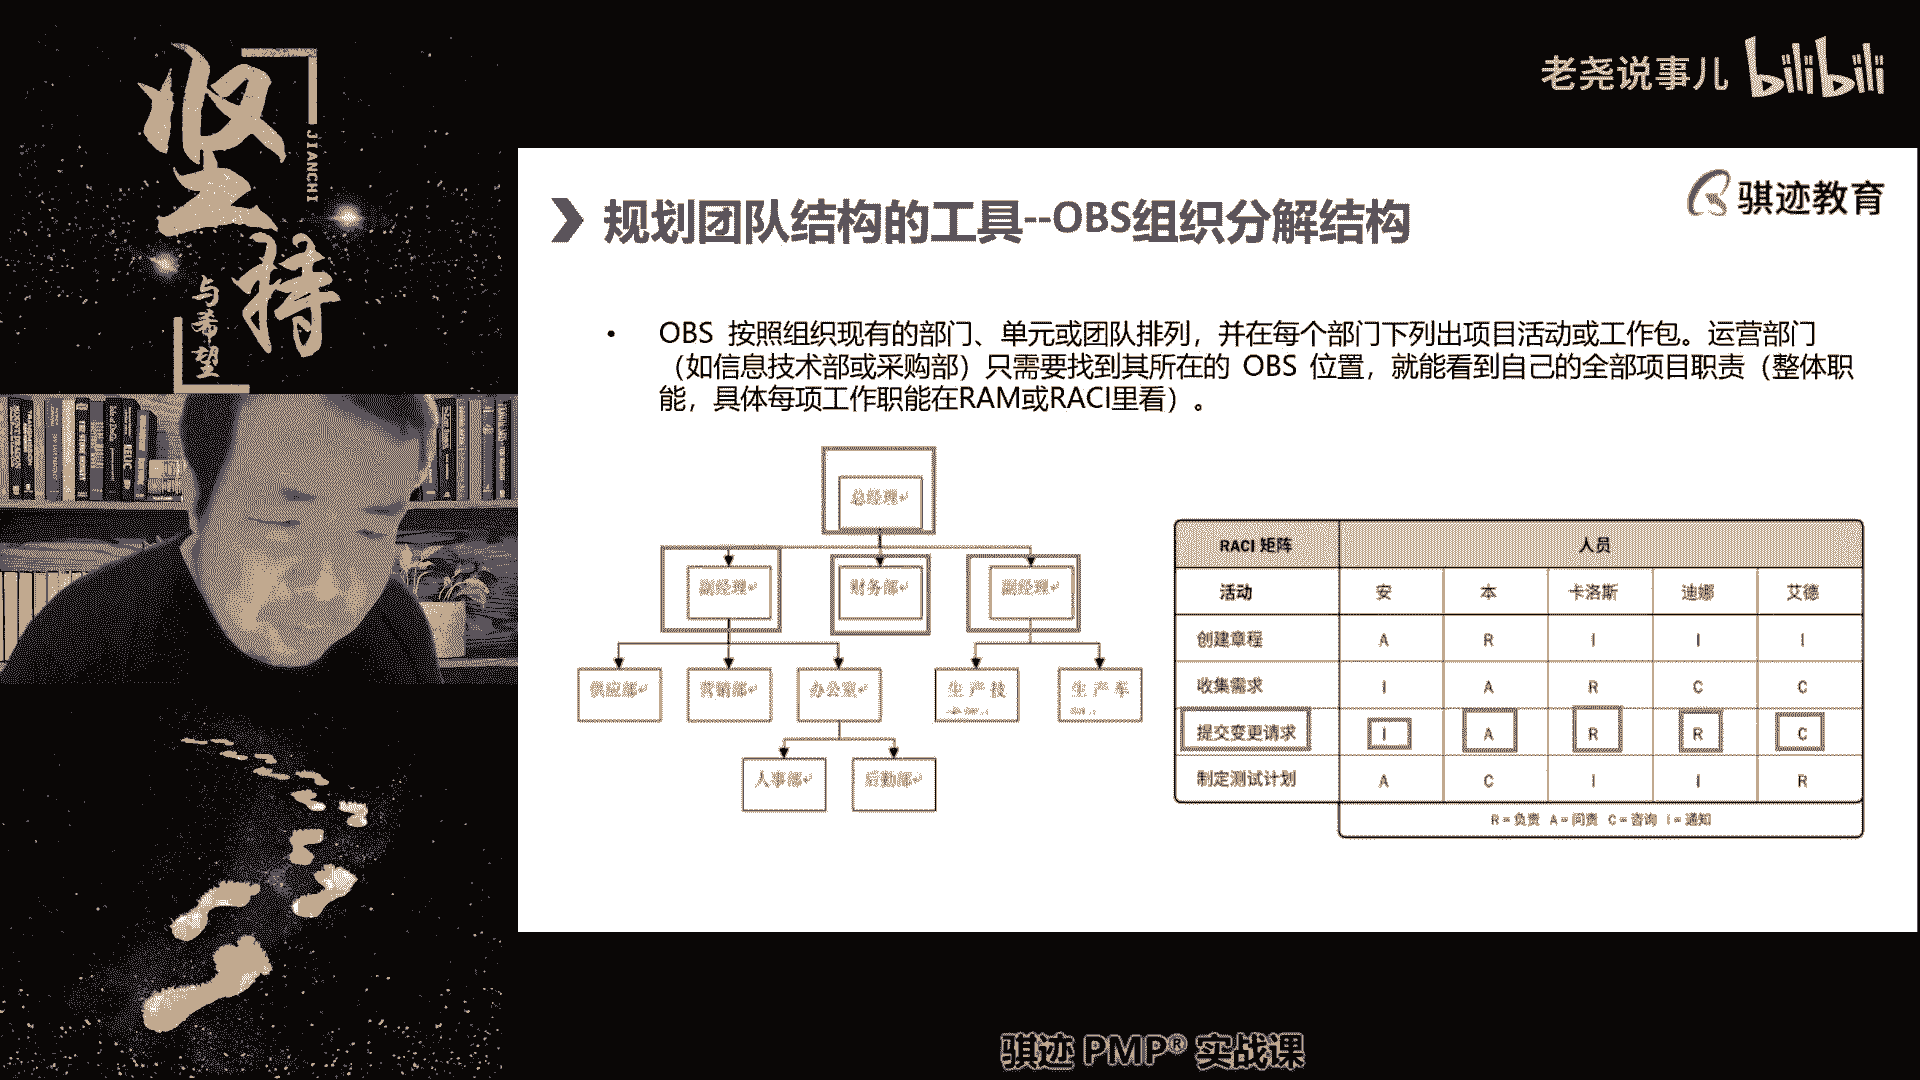 坚持
JIANCHI
与希望
老尧说事儿 bilibili
骐迹教育
规划团队结构的工具--OBS组织分解结构
• OBS 按照组织现有的部门、单元或团队排列，并在每个部门下列出项目活动或工作包。运营部门
（如信息技术部或采购部）只需要找到其所在的 OBS 位置，就能看到自己的全部项目职责（整体职
能，具体每项工作职能在RAM或RACI里看）。
总经理
副经理 财务部 副经理
供应部 营销部 办公室 生产技 生产车
人事部 后勤部
RACI 矩阵 人员
活动 安 本 卡洛斯 迪娜 艾德
创建章程 A R I I I
收集需求 I A R C C
提交变更请求 I A R R C
制定测试计划 A C I I R
R = 负责 A = 问责 C = 咨询 I = 通知
骐迹 PMP® 实战课